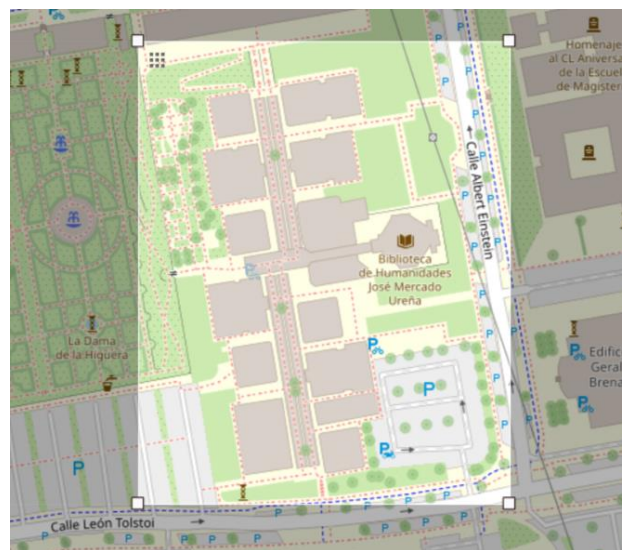 P
P
P
Homenaje
al CL Aniversa
de la Escuel
de Magister
P
P
P
P
Calle Albert Einstein
P
P
P
Biblioteca
de Humanidades
José Mercado
Ureña
P
P
La Dama
de la Higuera
P
P
Edific
Geral
Brena
P
P
P
P
P
P
Calle León Tolstoi
P
P
P
P
P
P
P
P
P